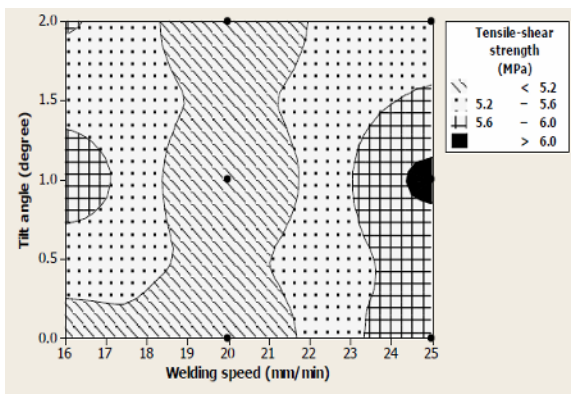 Tensile-shear
strength
(MPa)
< 5.2
5.2 – 5.6
5.6 – 6.0
> 6.0
Tilt angle (degree)
2.0
1.5
1.0
0.5
0.0
16 17 18 19 20 21 22 23 24 25
Welding speed (mm/min)